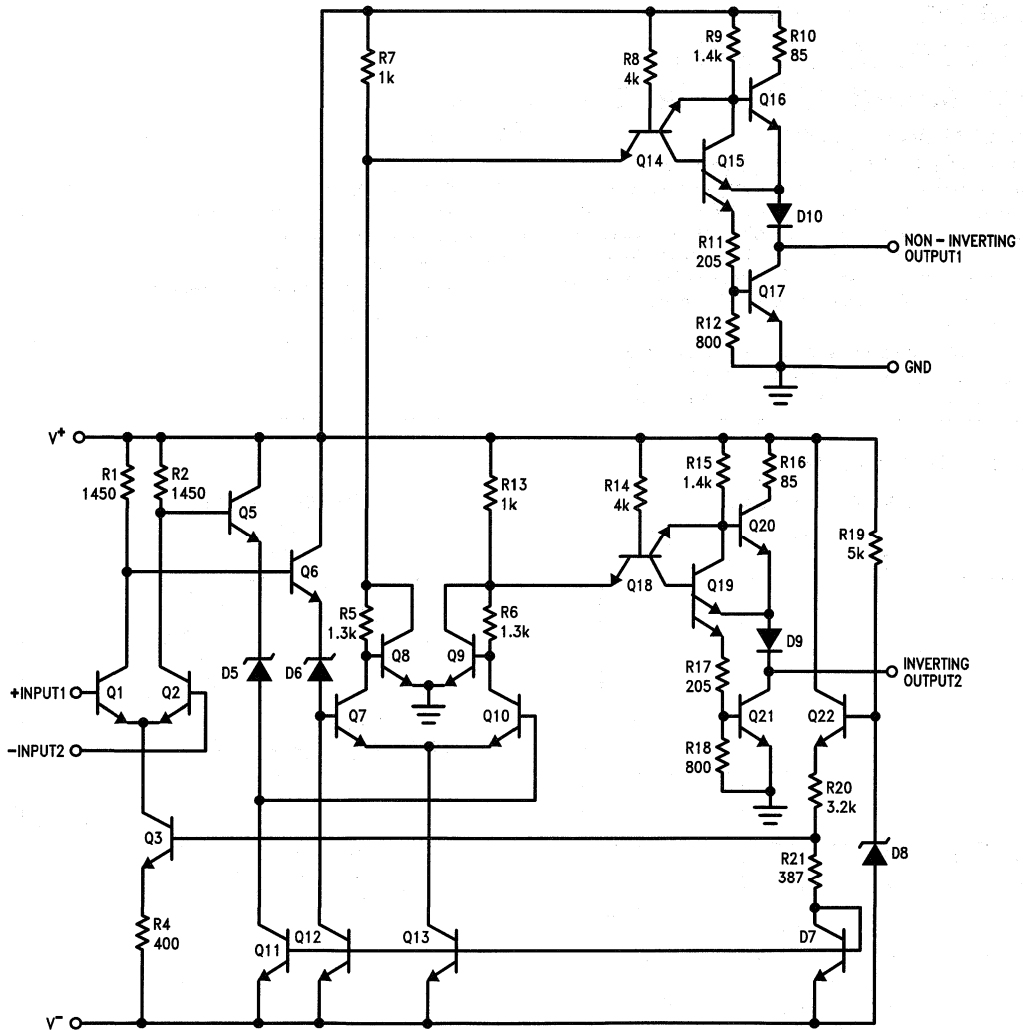 R7
1k
R8
4k
R9
1.4k
R10
85
Q16
Q14
Q15
D10
R11
205
NON-INVERTING
OUTPUT1
Q17
R12
800
GND
V+
R1
1450
R2
1450
Q5
R13
1k
R14
4k
R15
1.4k
R16
85
Q20
R19
5k
Q6
Q18
Q19
R5
1.3k
R6
1.3k
Q8
Q9
D9
D5
D6
R17
205
INVERTING
OUTPUT2
+INPUT1
Q1
Q2
Q7
Q10
Q21
Q22
-INPUT2
R18
800
R20
3.2k
Q3
D8
R21
387
R4
400
Q11
Q12
Q13
D7
V-